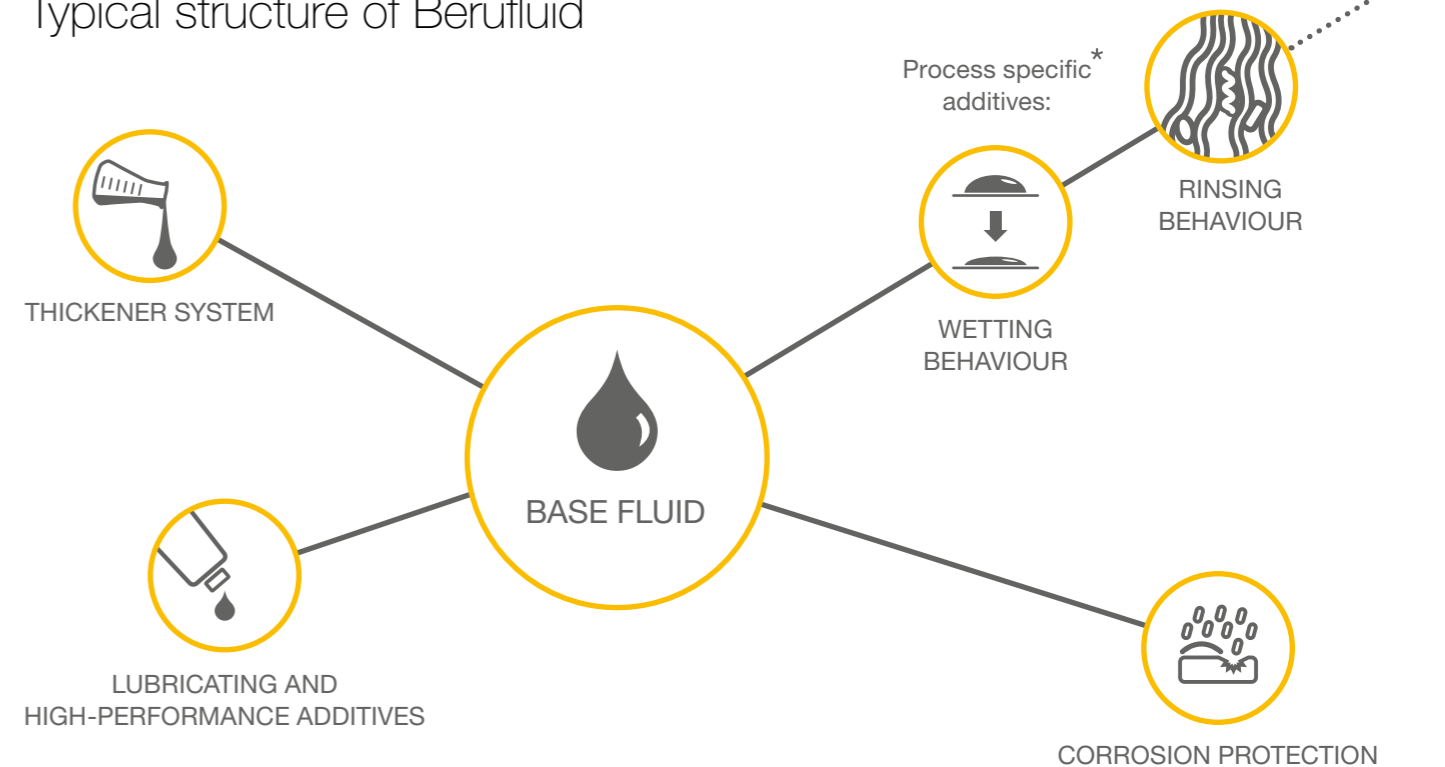 Typical structure of Berufluid
Process specific*
additives:
RINSING
BEHAVIOUR
THICKENER SYSTEM
WETTING
BEHAVIOUR
BASE FLUID
LUBRICATING AND
HIGH-PERFORMANCE ADDITIVES
CORROSION PROTECTION